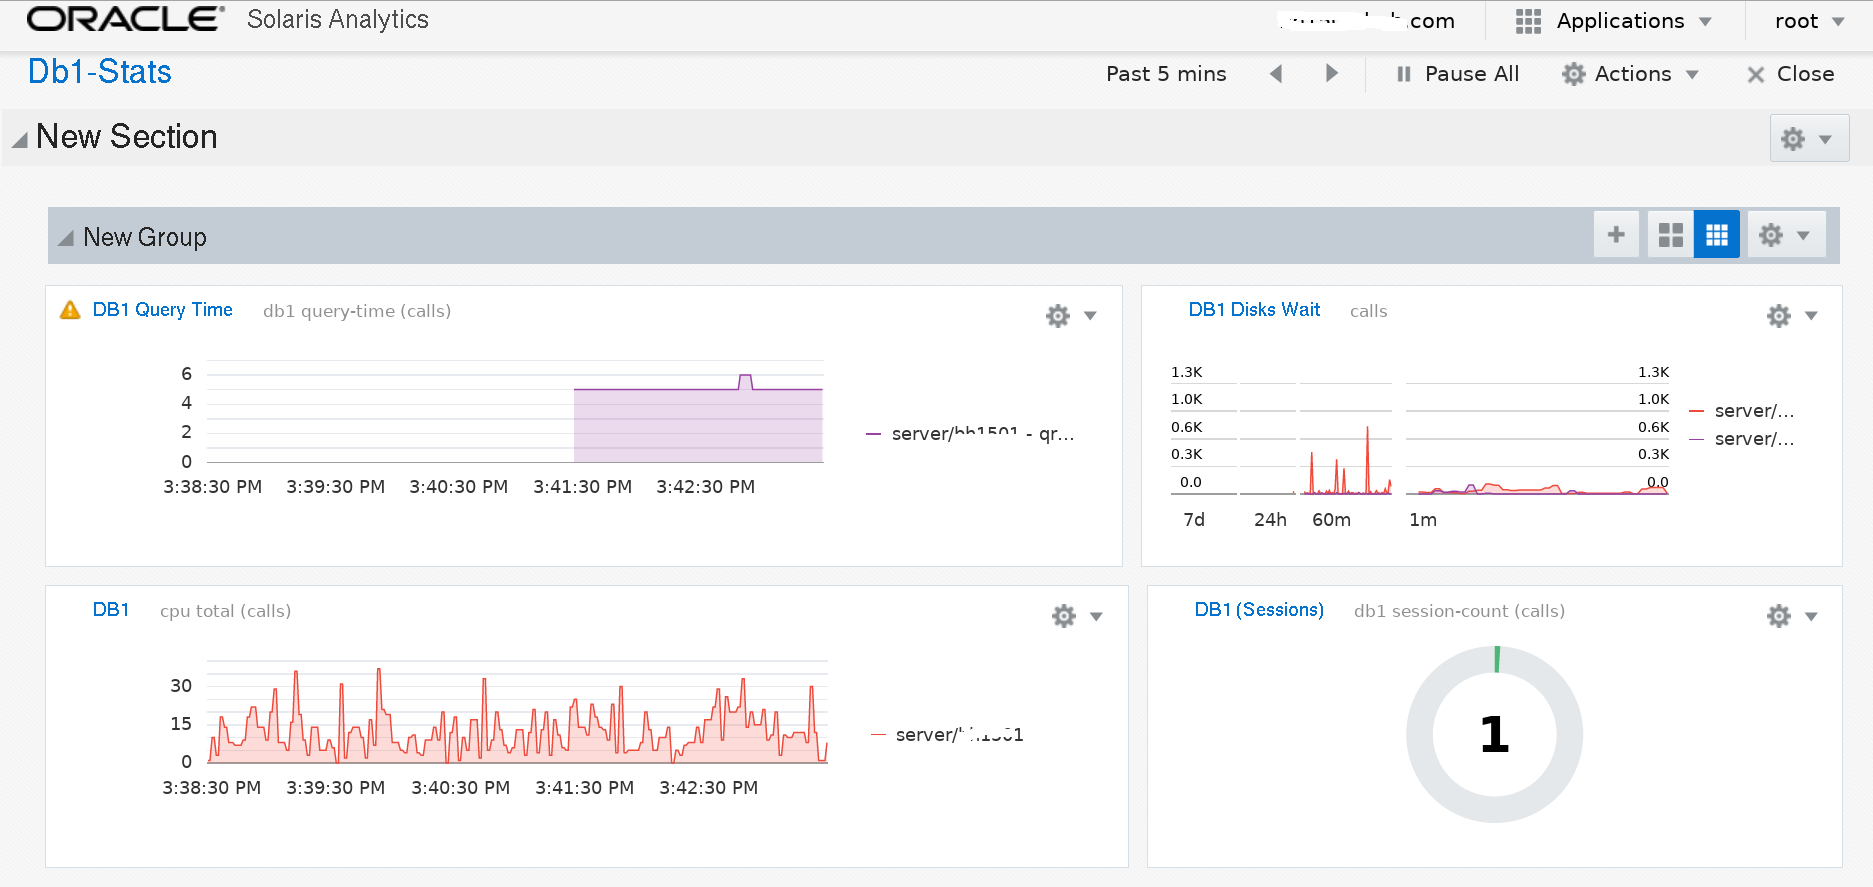 ORACLE Solaris Analytics .com Applications root
Db1-Stats Past 5 mins Pause All Actions Close
New Section
New Group
DB1 Query Time db1 query-time (calls)
6
4
2
0
3:38:30 PM 3:39:30 PM 3:40:30 PM 3:41:30 PM 3:42:30 PM
server/hh1501 - qr...
DB1 Disks Wait calls
1.3K 1.3K
1.0K 1.0K
0.6K 0.6K
0.3K 0.3K
0.0 0.0
7d 24h 60m 1m
server/...
server/...
DB1 cpu total (calls)
30
15
0
3:38:30 PM 3:39:30 PM 3:40:30 PM 3:41:30 PM 3:42:30 PM
server/
DB1 (Sessions) db1 session-count (calls)
1